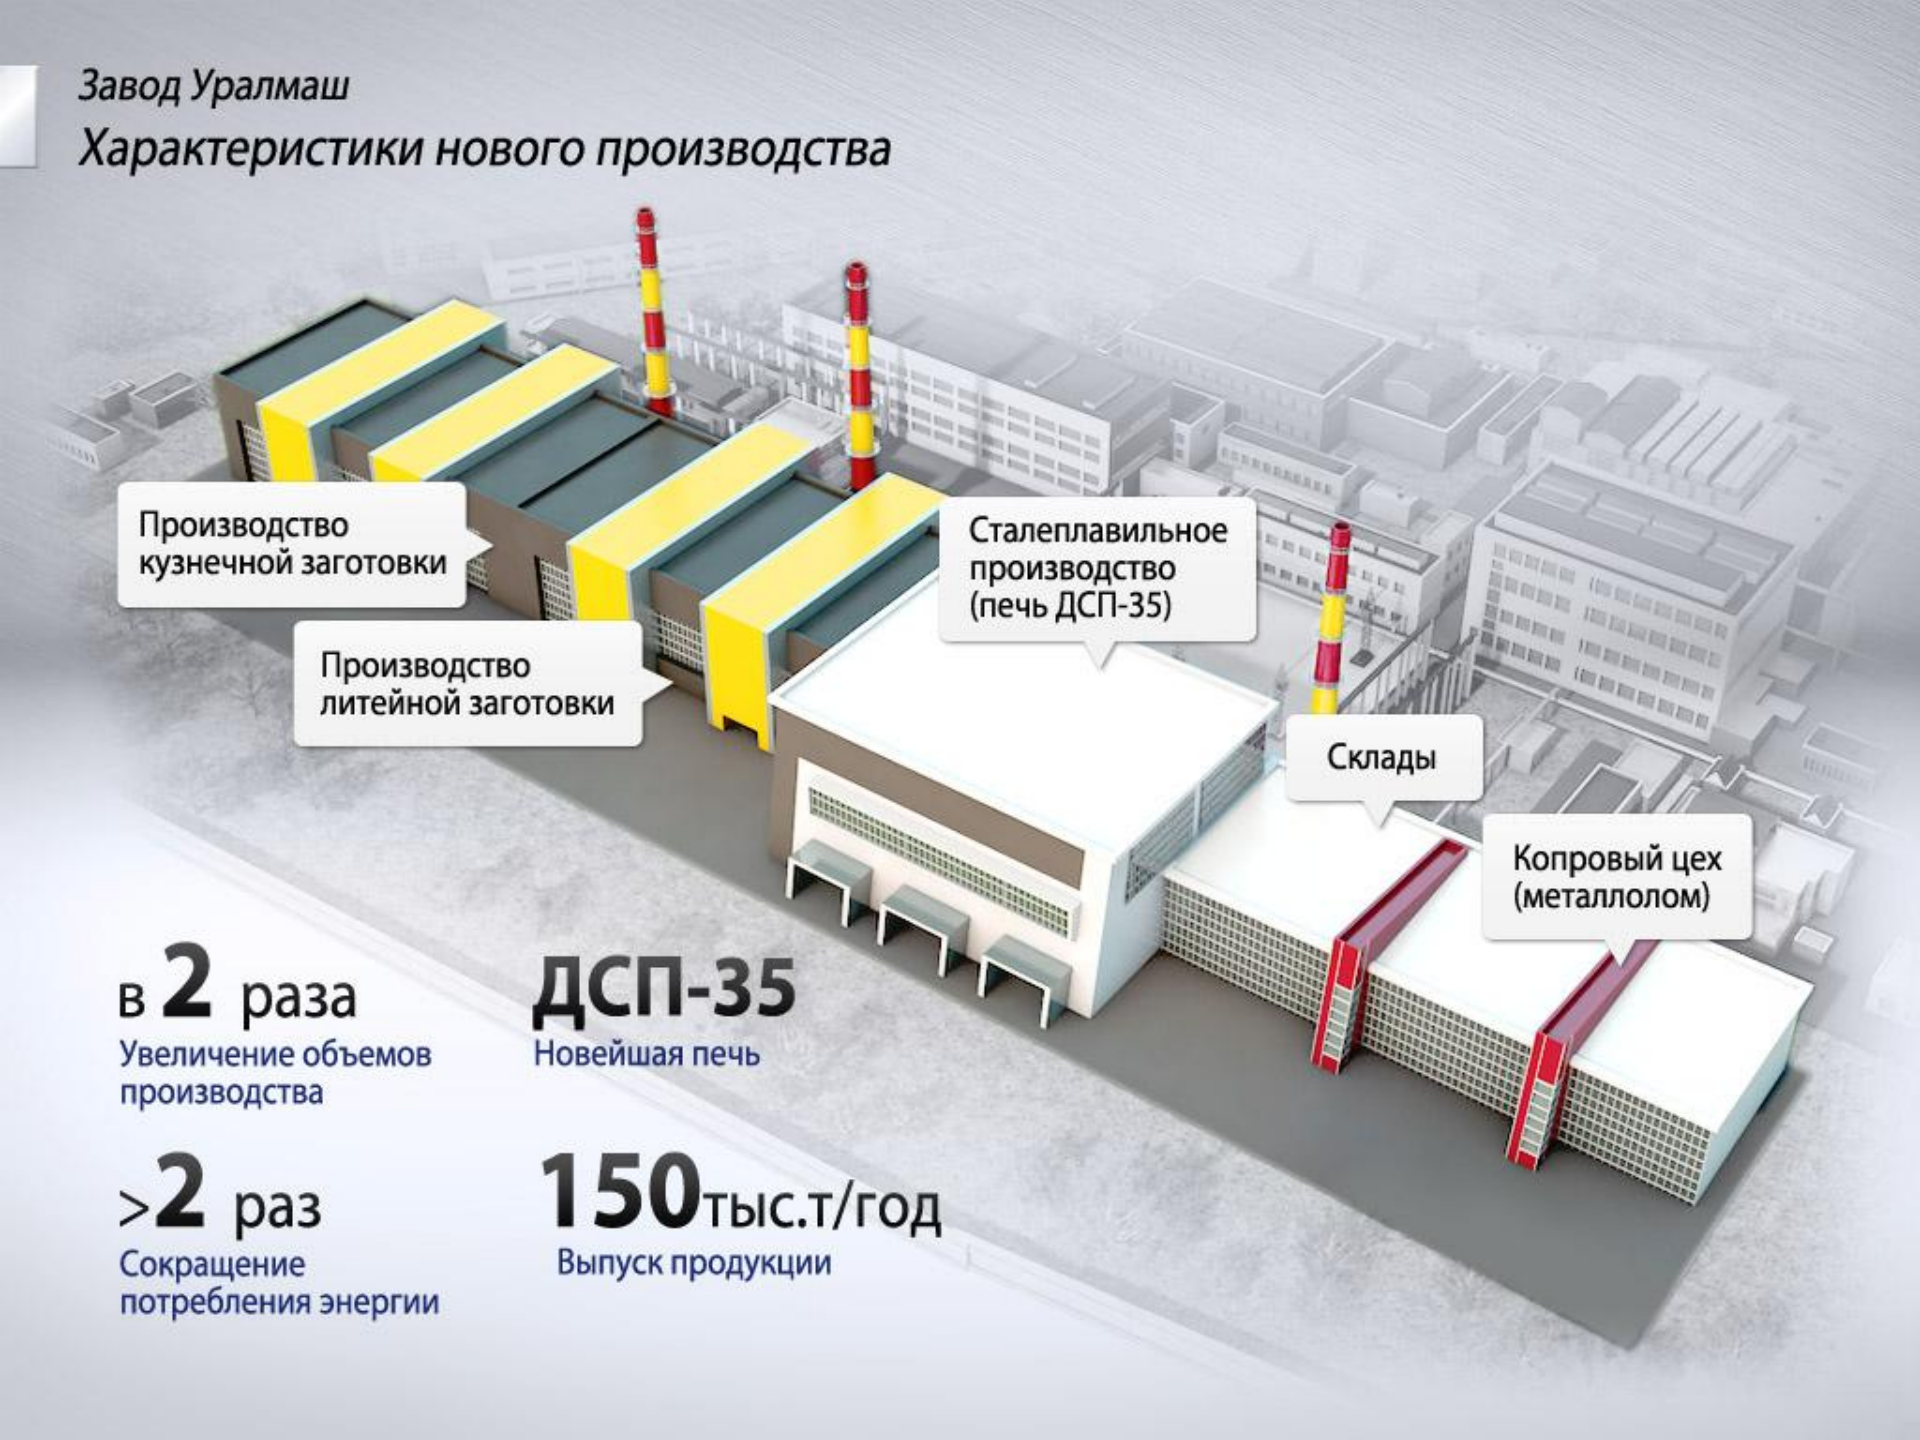 Завод Уралмаш
Характеристики нового производства
Производство
кузнечной заготовки
Производство
литейной заготовки
Сталеплавильное
производство
(печь ДСП-35)
Склады
Копровый цех
(металлолом)
в 2 раза
Увеличение объемов
производства
ДСП-35
Новейшая печь
>2 раз
Сокращение
потребления энергии
150тыс.т/год
Выпуск продукции